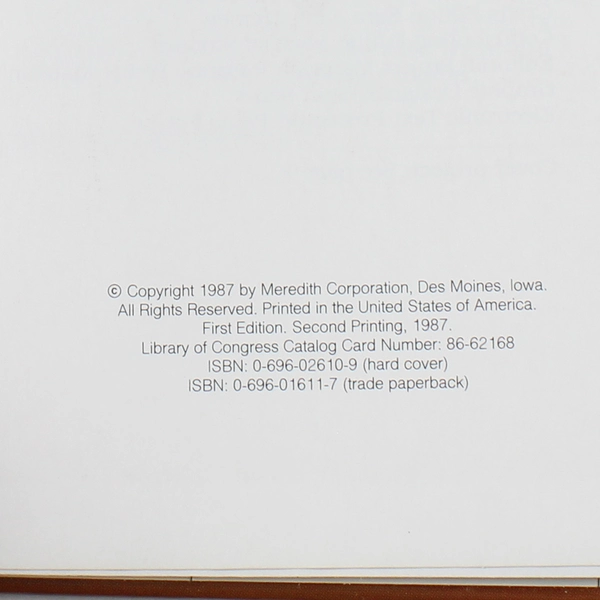 © Copyright 1987 by Meredith Corporation, Des Moines, Iowa.
All Rights Reserved. Printed in the United States of America.
First Edition. Second Printing, 1987.
Library of Congress Catalog Card Number: 86-62168
ISBN: 0-696-02610-9 (hard cover)
ISBN: 0-696-01611-7 (trade paperback)